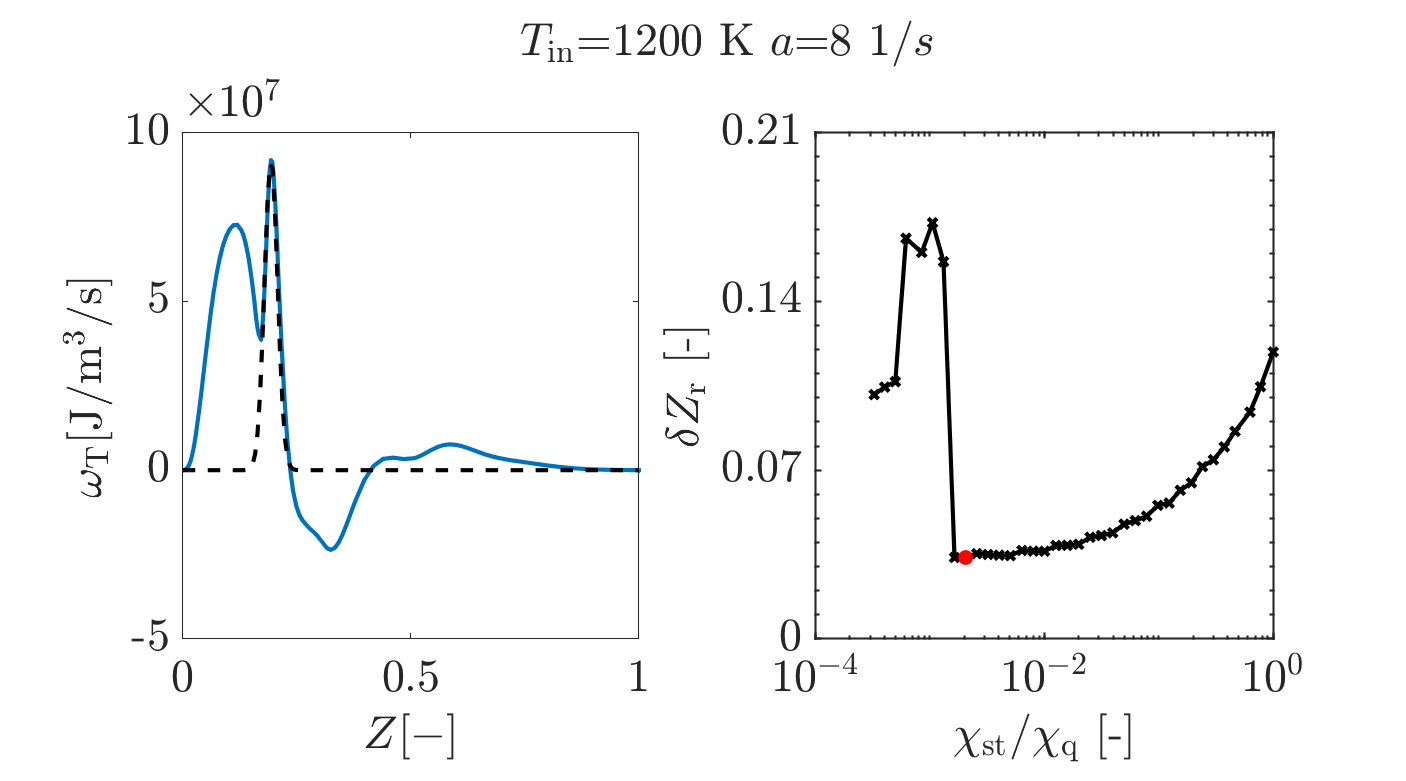 T_in=1200 K a=8 1/s
×10^7
10
5
0
-5
ω_T[J/m^3/s]
0 0.5 1
Z[−]
0.21
0.14
0.07
0
δZ_r [-]
10^−4 10^−2 10^0
χ_st/χ_q [-]